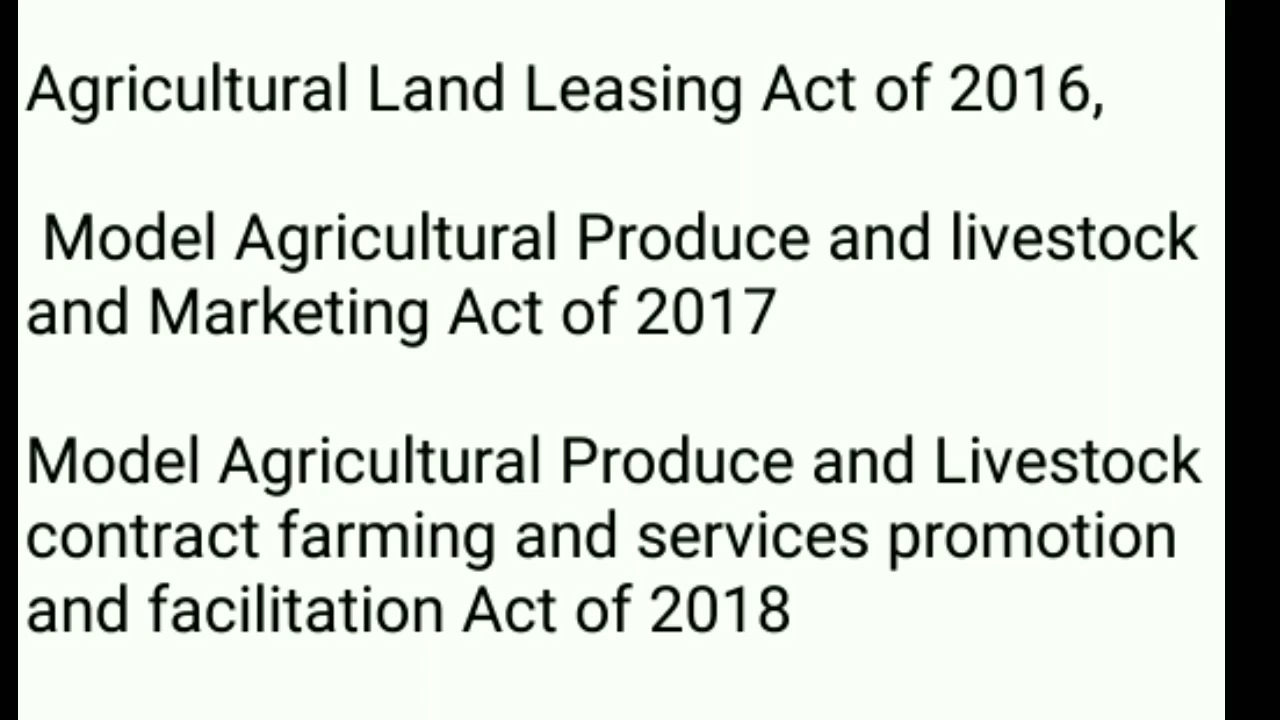 Agricultural Land Leasing Act of 2016,
Model Agricultural Produce and livestock
and Marketing Act of 2017
Model Agricultural Produce and Livestock
contract farming and services promotion
and facilitation Act of 2018